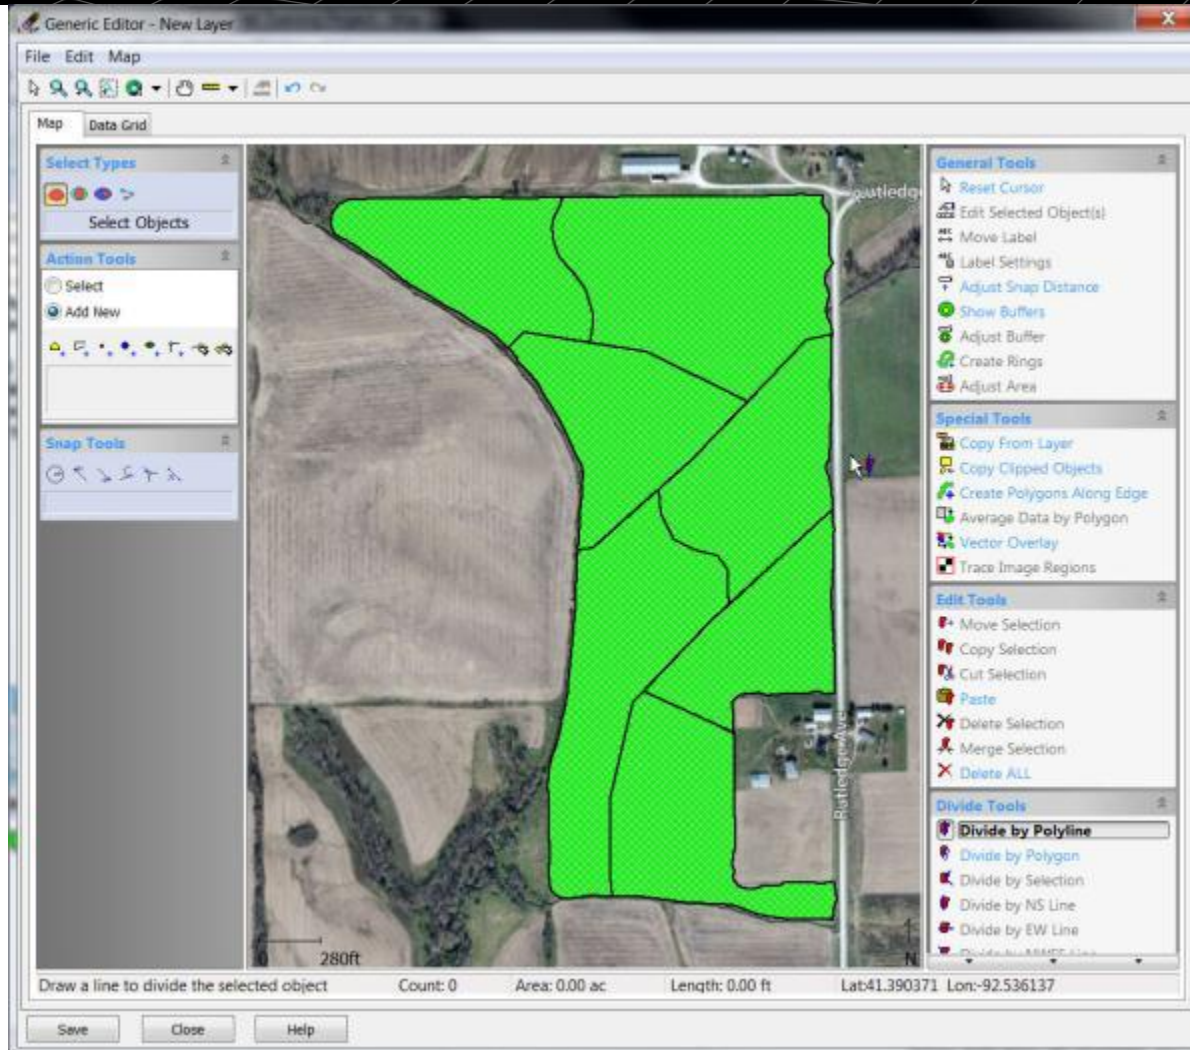 Generic Editor - New Layer
File Edit Map
Map Data Grid
Select Types
Select Objects
Action Tools
Select
Add New
Snap Tools
Rutledge Ave
280ft
N
General Tools
Reset Cursor
Edit Selected Object(s)
Move Label
Label Settings
Adjust Snap Distance
Show Buffers
Adjust Buffer
Create Rings
Adjust Area
Special Tools
Copy From Layer
Copy Clipped Objects
Create Polygons Along Edge
Average Data by Polygon
Vector Overlay
Trace Image Regions
Edit Tools
Move Selection
Copy Selection
Cut Selection
Paste
Delete Selection
Merge Selection
Delete ALL
Divide Tools
Divide by Polyline
Divide by Polygon
Divide by Selection
Divide by NS Line
Divide by EW Line
Draw a line to divide the selected object Count: 0 Area: 0.00 ac Length: 0.00 ft Lat:41.390371 Lon:-92.536137
Save Close Help